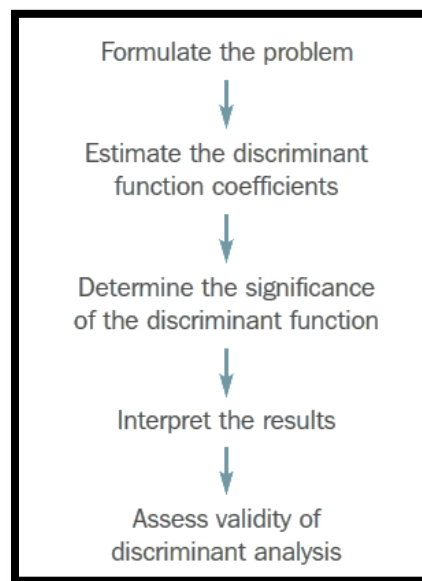 Formulate the problem
Estimate the discriminant
function coefficients
Determine the significance
of the discriminant function
Interpret the results
Assess validity of
discriminant analysis